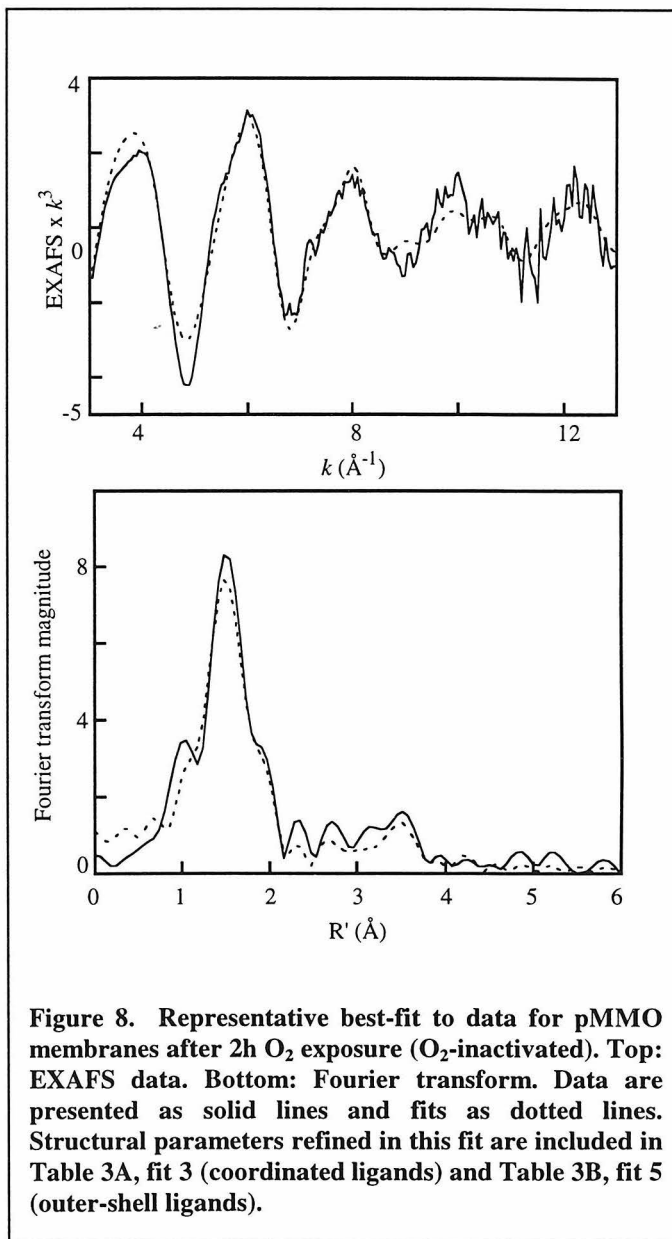 4
0
-5
EXAFS x k³
4
8
12
k (Å⁻¹)
8
4
0
Fourier transform magnitude
0
1
2
3
4
5
6
R' (Å)
Figure 8. Representative best-fit to data for pMMO
membranes after 2h O₂ exposure (O₂-inactivated). Top:
EXAFS data. Bottom: Fourier transform. Data are
presented as solid lines and fits as dotted lines.
Structural parameters refined in this fit are included in
Table 3A, fit 3 (coordinated ligands) and Table 3B, fit 5
(outer-shell ligands).